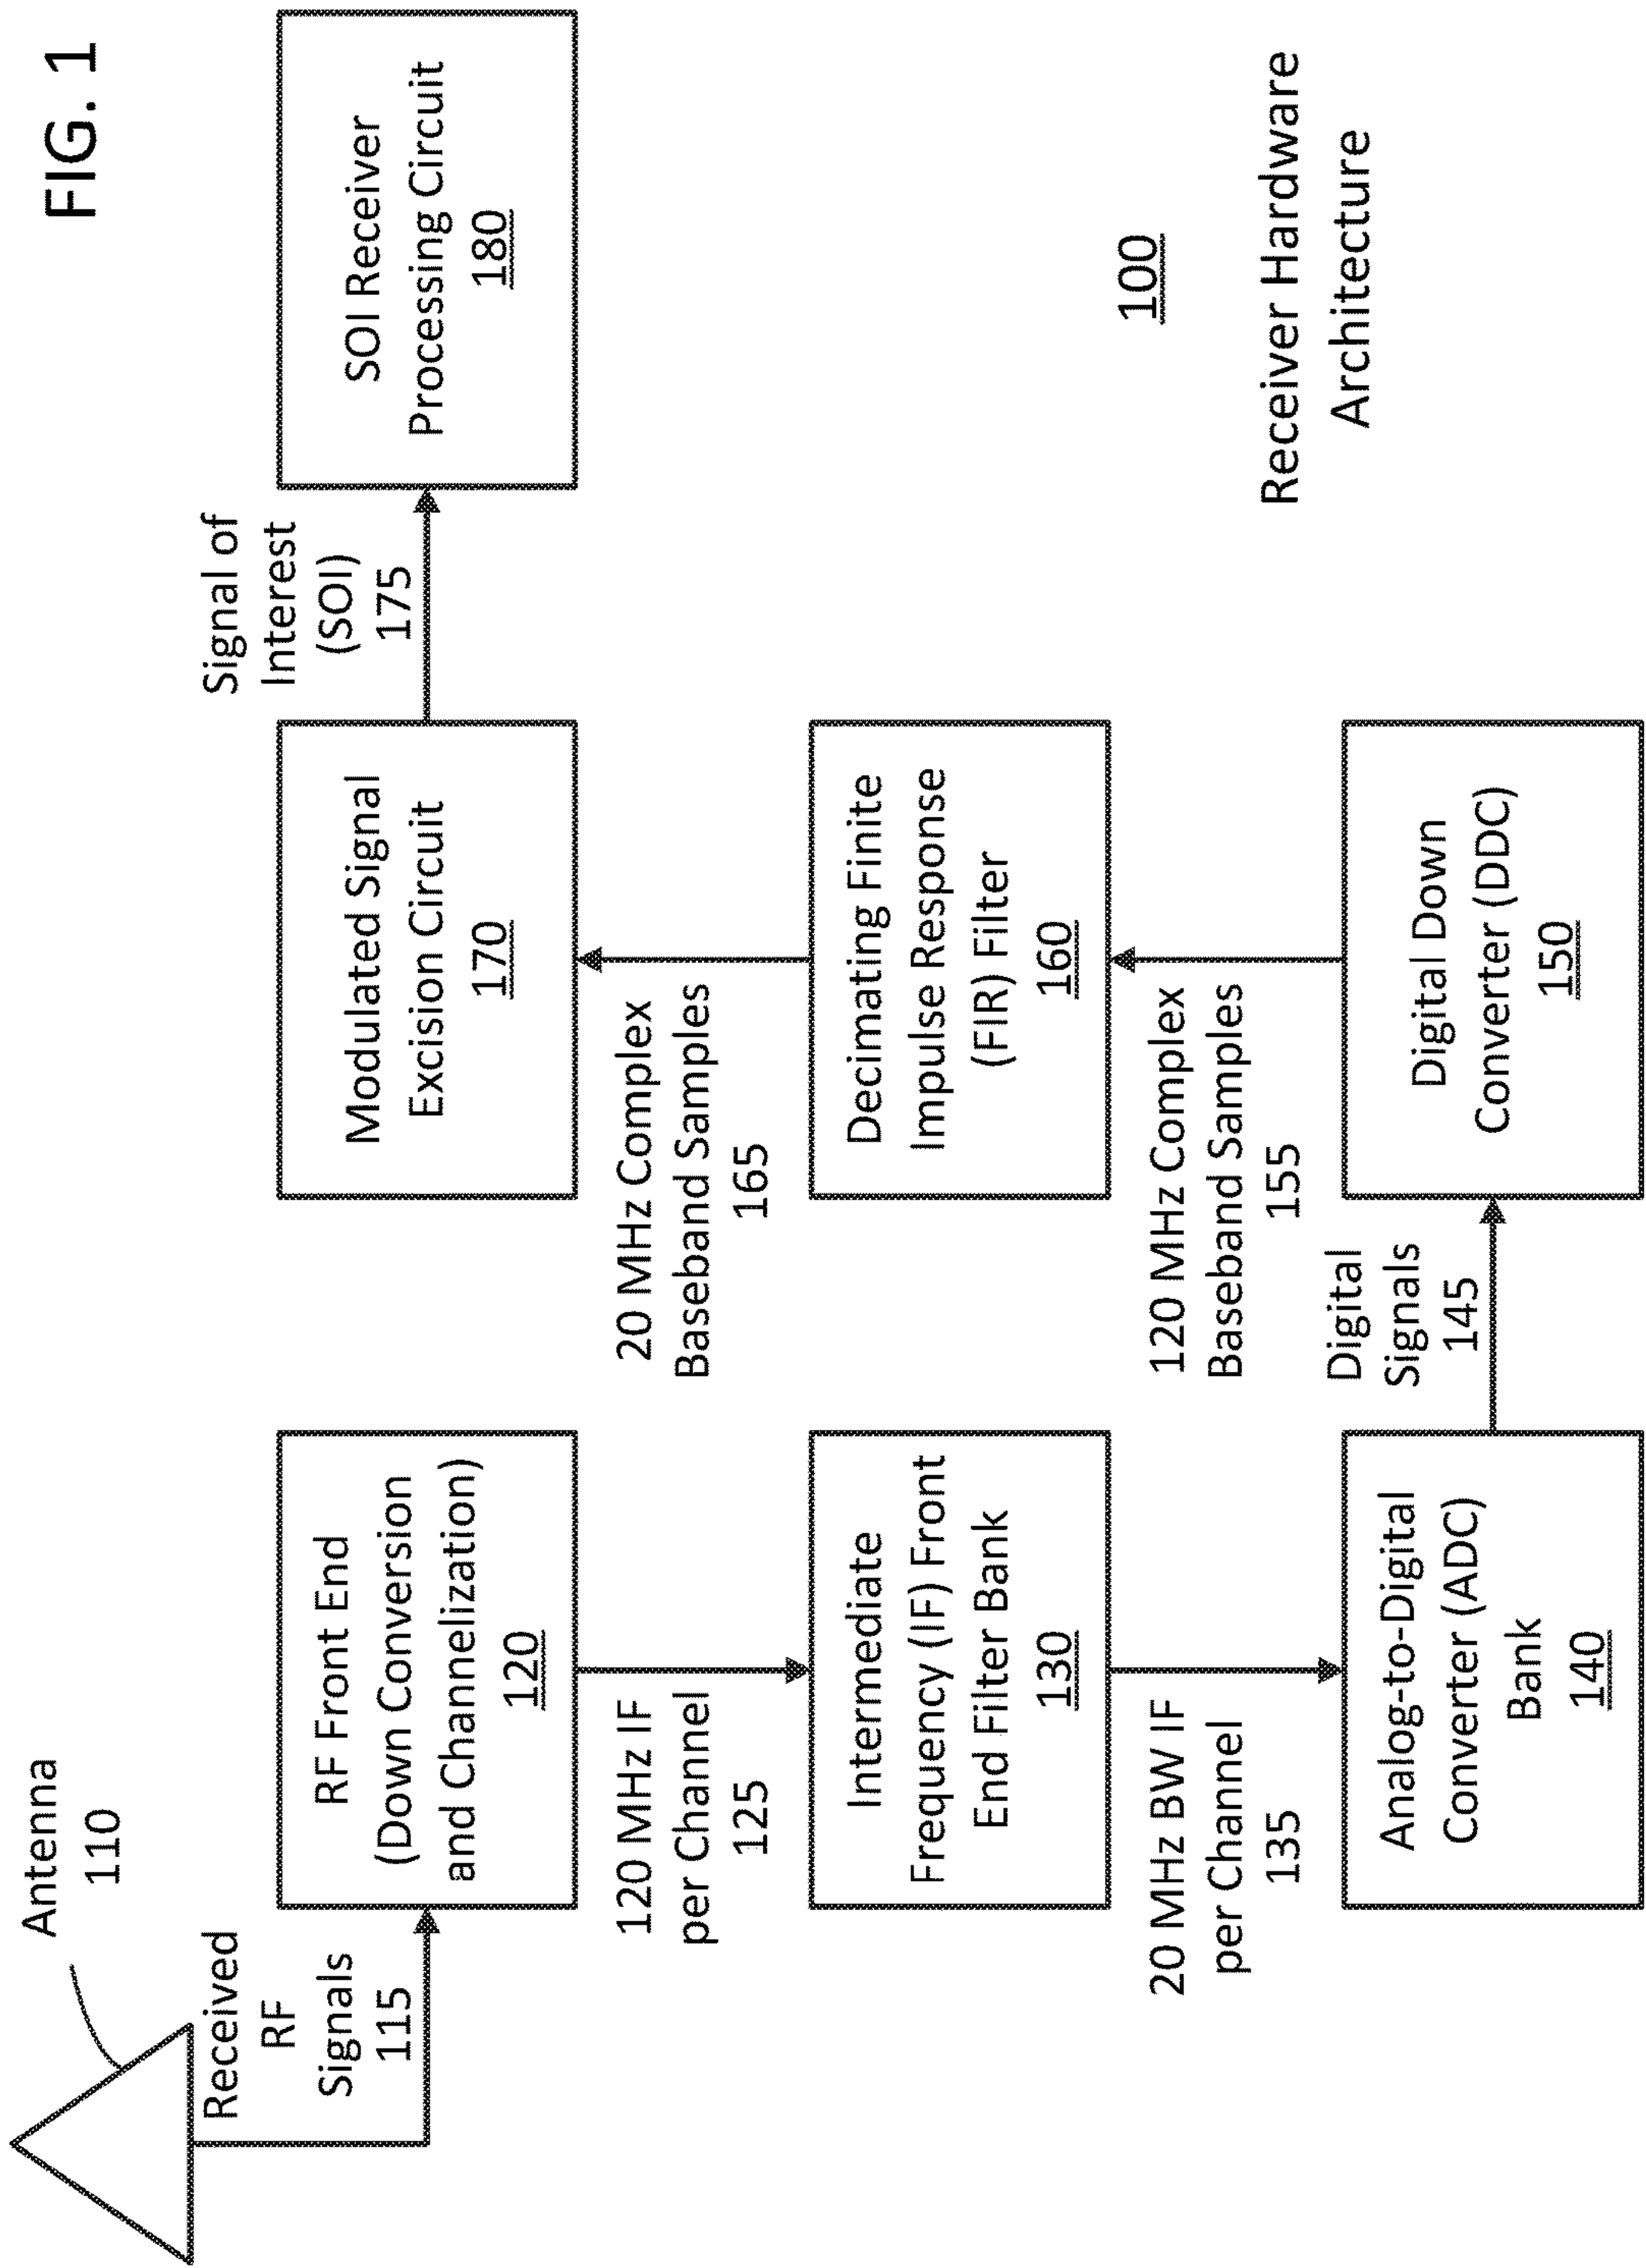 FIG. 1
Antenna
110
Received
RF
Signals
115
RF Front End
(Down Conversion
and Channelization)
120
120 MHz IF
per Channel
125
Intermediate
Frequency (IF) Front
End Filter Bank
130
20 MHz BW IF
per Channel
135
Analog-to-Digital
Converter (ADC)
Bank
140
Digital
Signals
145
Digital Down
Converter (DDC)
150
120 MHz Complex
Baseband Samples
155
Decimating Finite
Impulse Response
(FIR) Filter
160
20 MHz Complex
Baseband Samples
165
Modulated Signal
Excision Circuit
170
Signal of
Interest
(SOI)
175
SOI Receiver
Processing Circuit
180
100
Receiver Hardware
Architecture